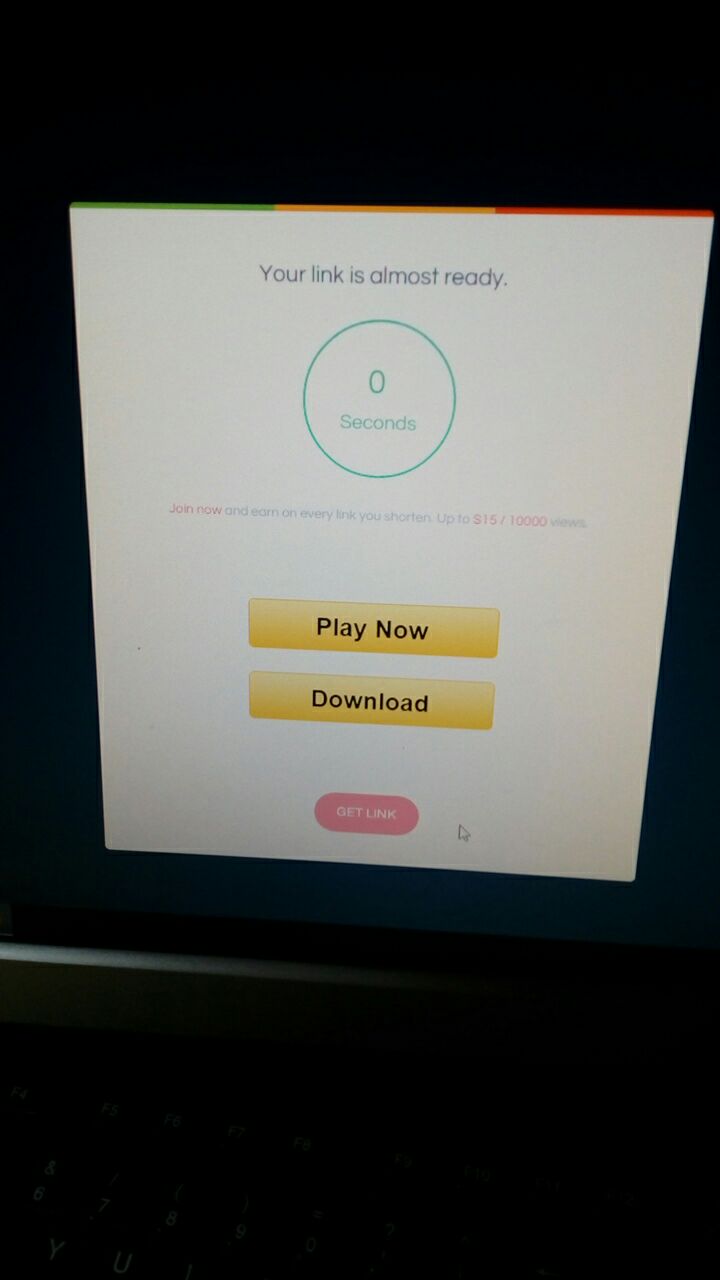 Your link is almost ready.
0
Seconds
Join now and earn on every link you shorten. Up to $15 / 10000 views.
Play Now
Download
GET LINK
F4 F5 F6 F7 F8 F9 F10 F11 F12
& / ( ) = ?
6 7 8 9 0
Y U I